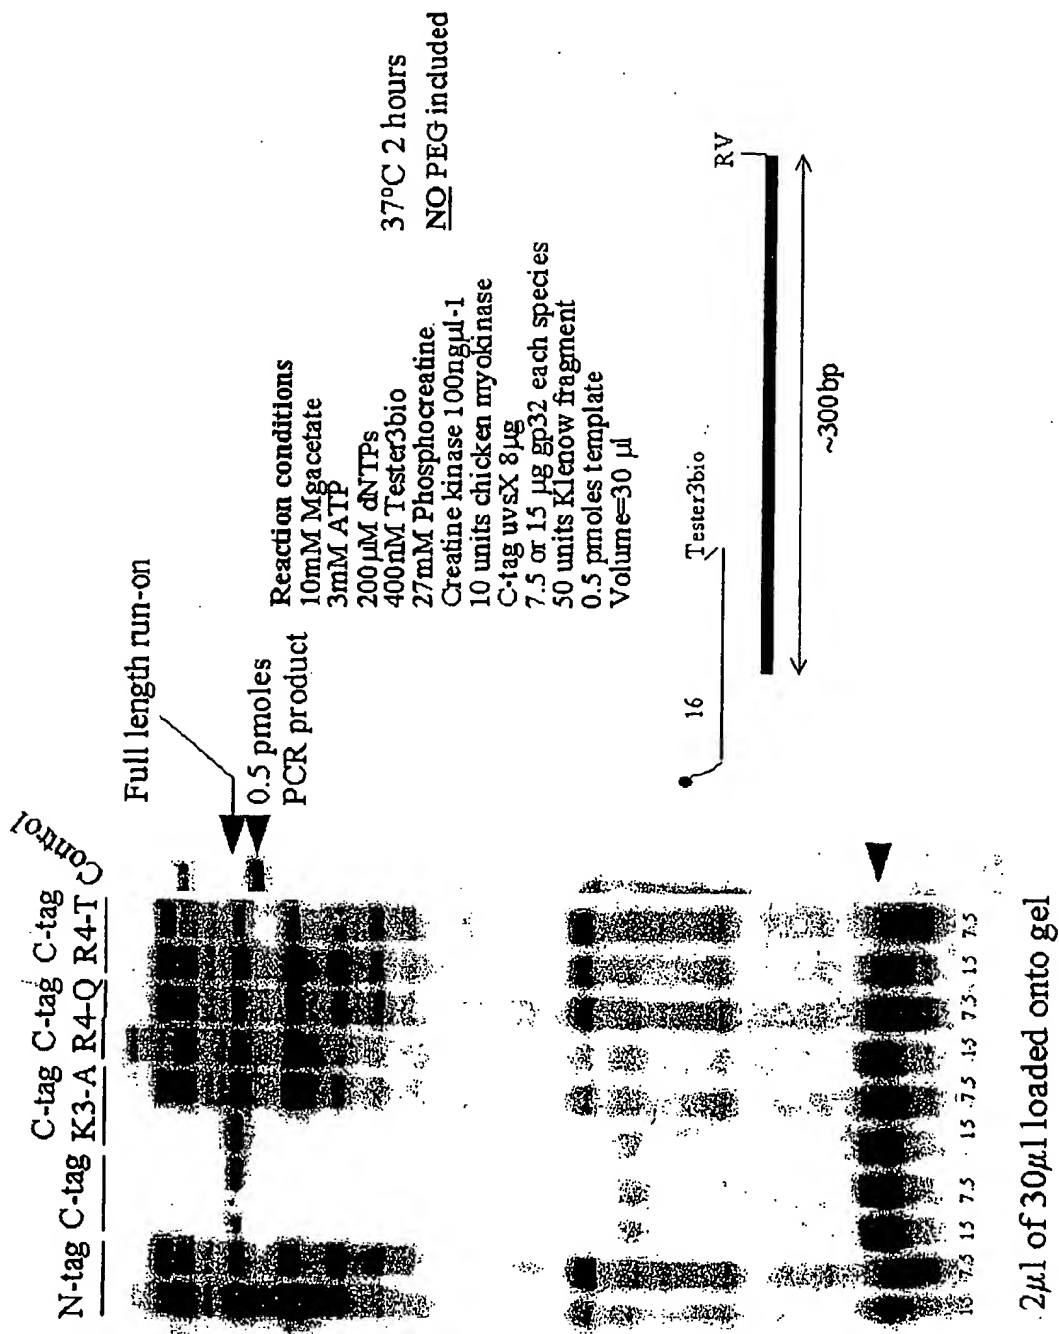 Control
C-tag C-tag C-tag
N-tag C-tag K3-A R4-Q R4-T
Full length run-on
0.5 pmoles
PCR product
Reaction conditions
10mM Mgacetate
3mM ATP
200µM dNTPs
400nM Tester3bio
27mM Phosphocreatine.
Creatine kinase 100ngµl-1
10 units chicken myokinase
C-tag uvsX 8µg
7.5 or 15 µg gp32 each species
50 units Klenow fragment
0.5 pmoles template
Volume=30 µl
37°C 2 hours
NO PEG included
15 7.5 15 7.5 15 7.5 15 7.5 15 7.5
2µl of 30µl loaded onto gel
16
Tester3bio
RV
~300bp